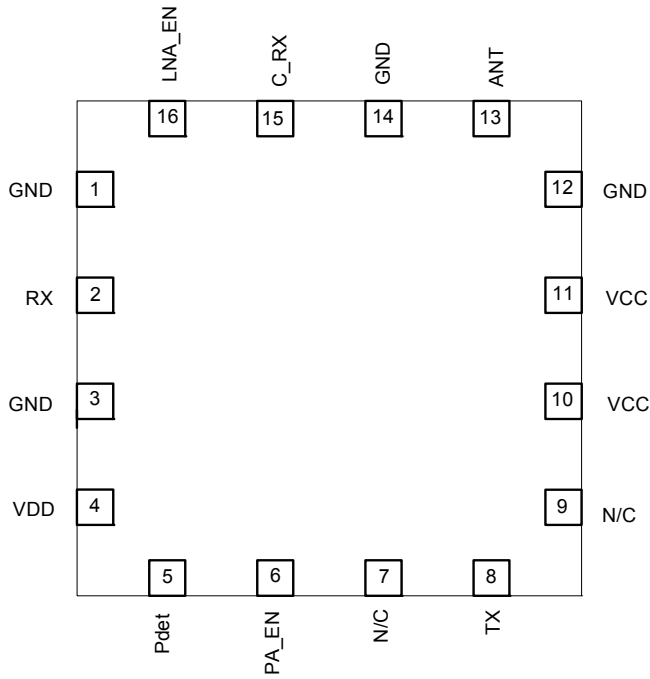 LNA_EN
C_RX
GND
ANT
16
15
14
13
GND 1
12 GND
RX 2
11 VCC
GND 3
10 VCC
VDD 4
9 N/C
5
6
7
8
Pdet
PA_EN
N/C
TX